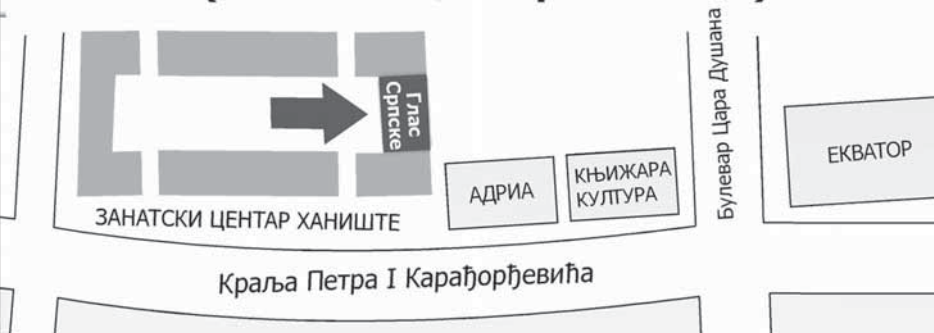 Глас
Српске
ЗАНАТСКИ ЦЕНТАР ХАНИШТЕ
АДРИА
КЊИЖАРА
КУЛТУРА
Булевар Цара Душана
ЕКВАТОР
Краља Петра I Карађорђевића